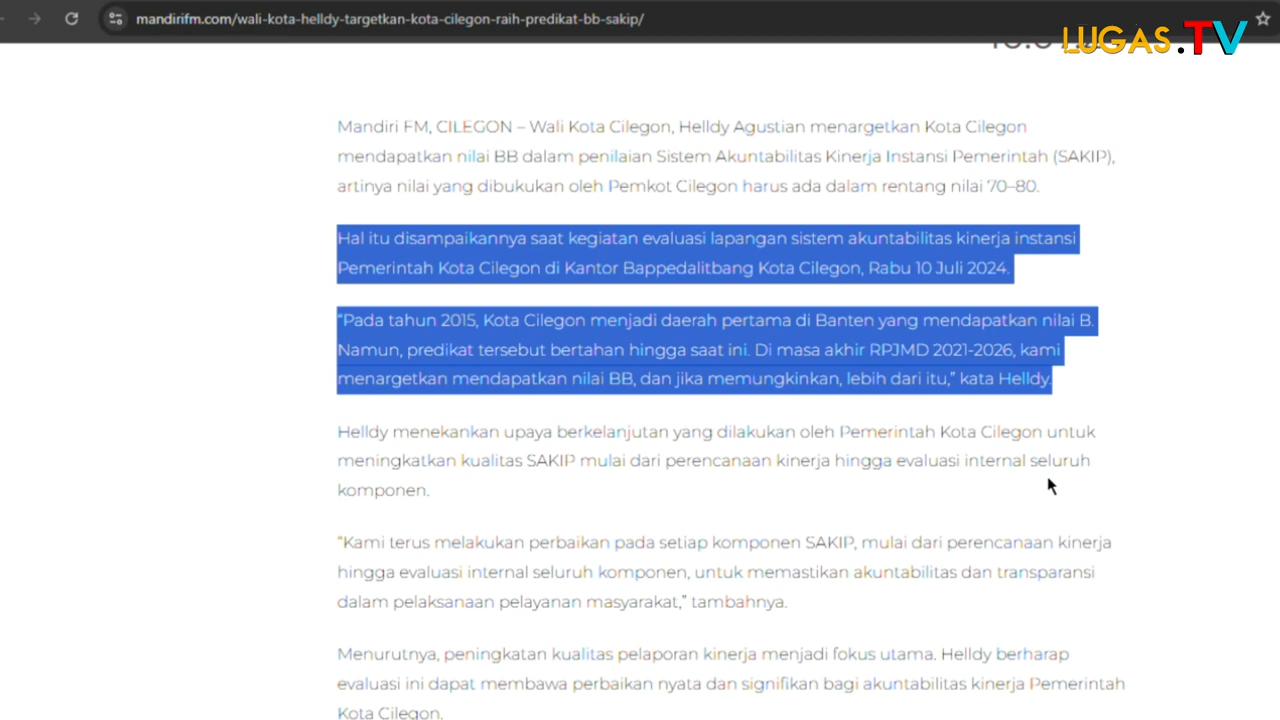 mandirifm.com/wali-kota-helldy-targetkan-kota-cilegon-raih-predikat-bb-sakip/
LUGAS.TV
Mandiri FM, CILEGON – Wali Kota Cilegon, Helldy Agustian menargetkan Kota Cilegon
mendapatkan nilai BB dalam penilaian Sistem Akuntabilitas Kinerja Instansi Pemerintah (SAKIP),
artinya nilai yang dibukukan oleh Pemkot Cilegon harus ada dalam rentang nilai 70–80.
Hal itu disampaikannya saat kegiatan evaluasi lapangan sistem akuntabilitas kinerja instansi
Pemerintah Kota Cilegon di Kantor Bappedalitbang Kota Cilegon, Rabu 10 Juli 2024.
“Pada tahun 2015, Kota Cilegon menjadi daerah pertama di Banten yang mendapatkan nilai B.
Namun, predikat tersebut bertahan hingga saat ini. Di masa akhir RPJMD 2021-2026, kami
menargetkan mendapatkan nilai BB, dan jika memungkinkan, lebih dari itu,” kata Helldy.
Helldy menekankan upaya berkelanjutan yang dilakukan oleh Pemerintah Kota Cilegon untuk
meningkatkan kualitas SAKIP mulai dari perencanaan kinerja hingga evaluasi internal seluruh
komponen.
“Kami terus melakukan perbaikan pada setiap komponen SAKIP, mulai dari perencanaan kinerja
hingga evaluasi internal seluruh komponen, untuk memastikan akuntabilitas dan transparansi
dalam pelaksanaan pelayanan masyarakat,” tambahnya.
Menurutnya, peningkatan kualitas pelaporan kinerja menjadi fokus utama. Helldy berharap
evaluasi ini dapat membawa perbaikan nyata dan signifikan bagi akuntabilitas kinerja Pemerintah
Kota Cilegon.